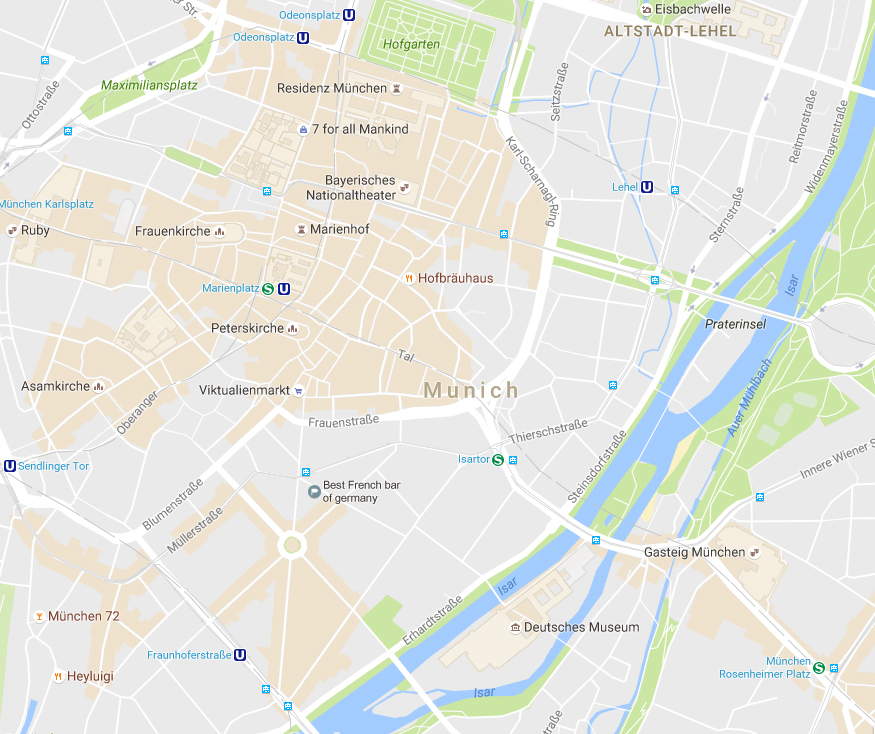 Odeonsplatz
Eisbachwelle
ng Str.
Odeonsplatz
Hofgarten
ALTSTADT-LEHEL
Maximiliansplatz
Residenz München
Ottostraße
Seitzstraße
Reitmorstraße
Widenmayerstraße
7 for all Mankind
Karl-Scharnagl-Ring
Bayerisches
Nationaltheater
Lehel
München Karlsplatz
Sternstraße
Ruby
Frauenkirche
Marienhof
Hofbräuhaus
Isar
Marienplatz
Peterskirche
Praterinsel
Tal
Asamkirche
Viktualienmarkt
Munich
Auer Mühlbach
Oberanger
Frauenstraße
Thierschstraße
Sendlinger Tor
Isartor
Steinsdorfstraße
Innere Wiener S
Best French bar
of germany
Blumenstraße
Müllerstraße
Gasteig München
Isar
München 72
Erhardtstraße
Deutsches Museum
Fraunhoferstraße
München
Rosenheimer Platz
Heyluigi
Isar
raße